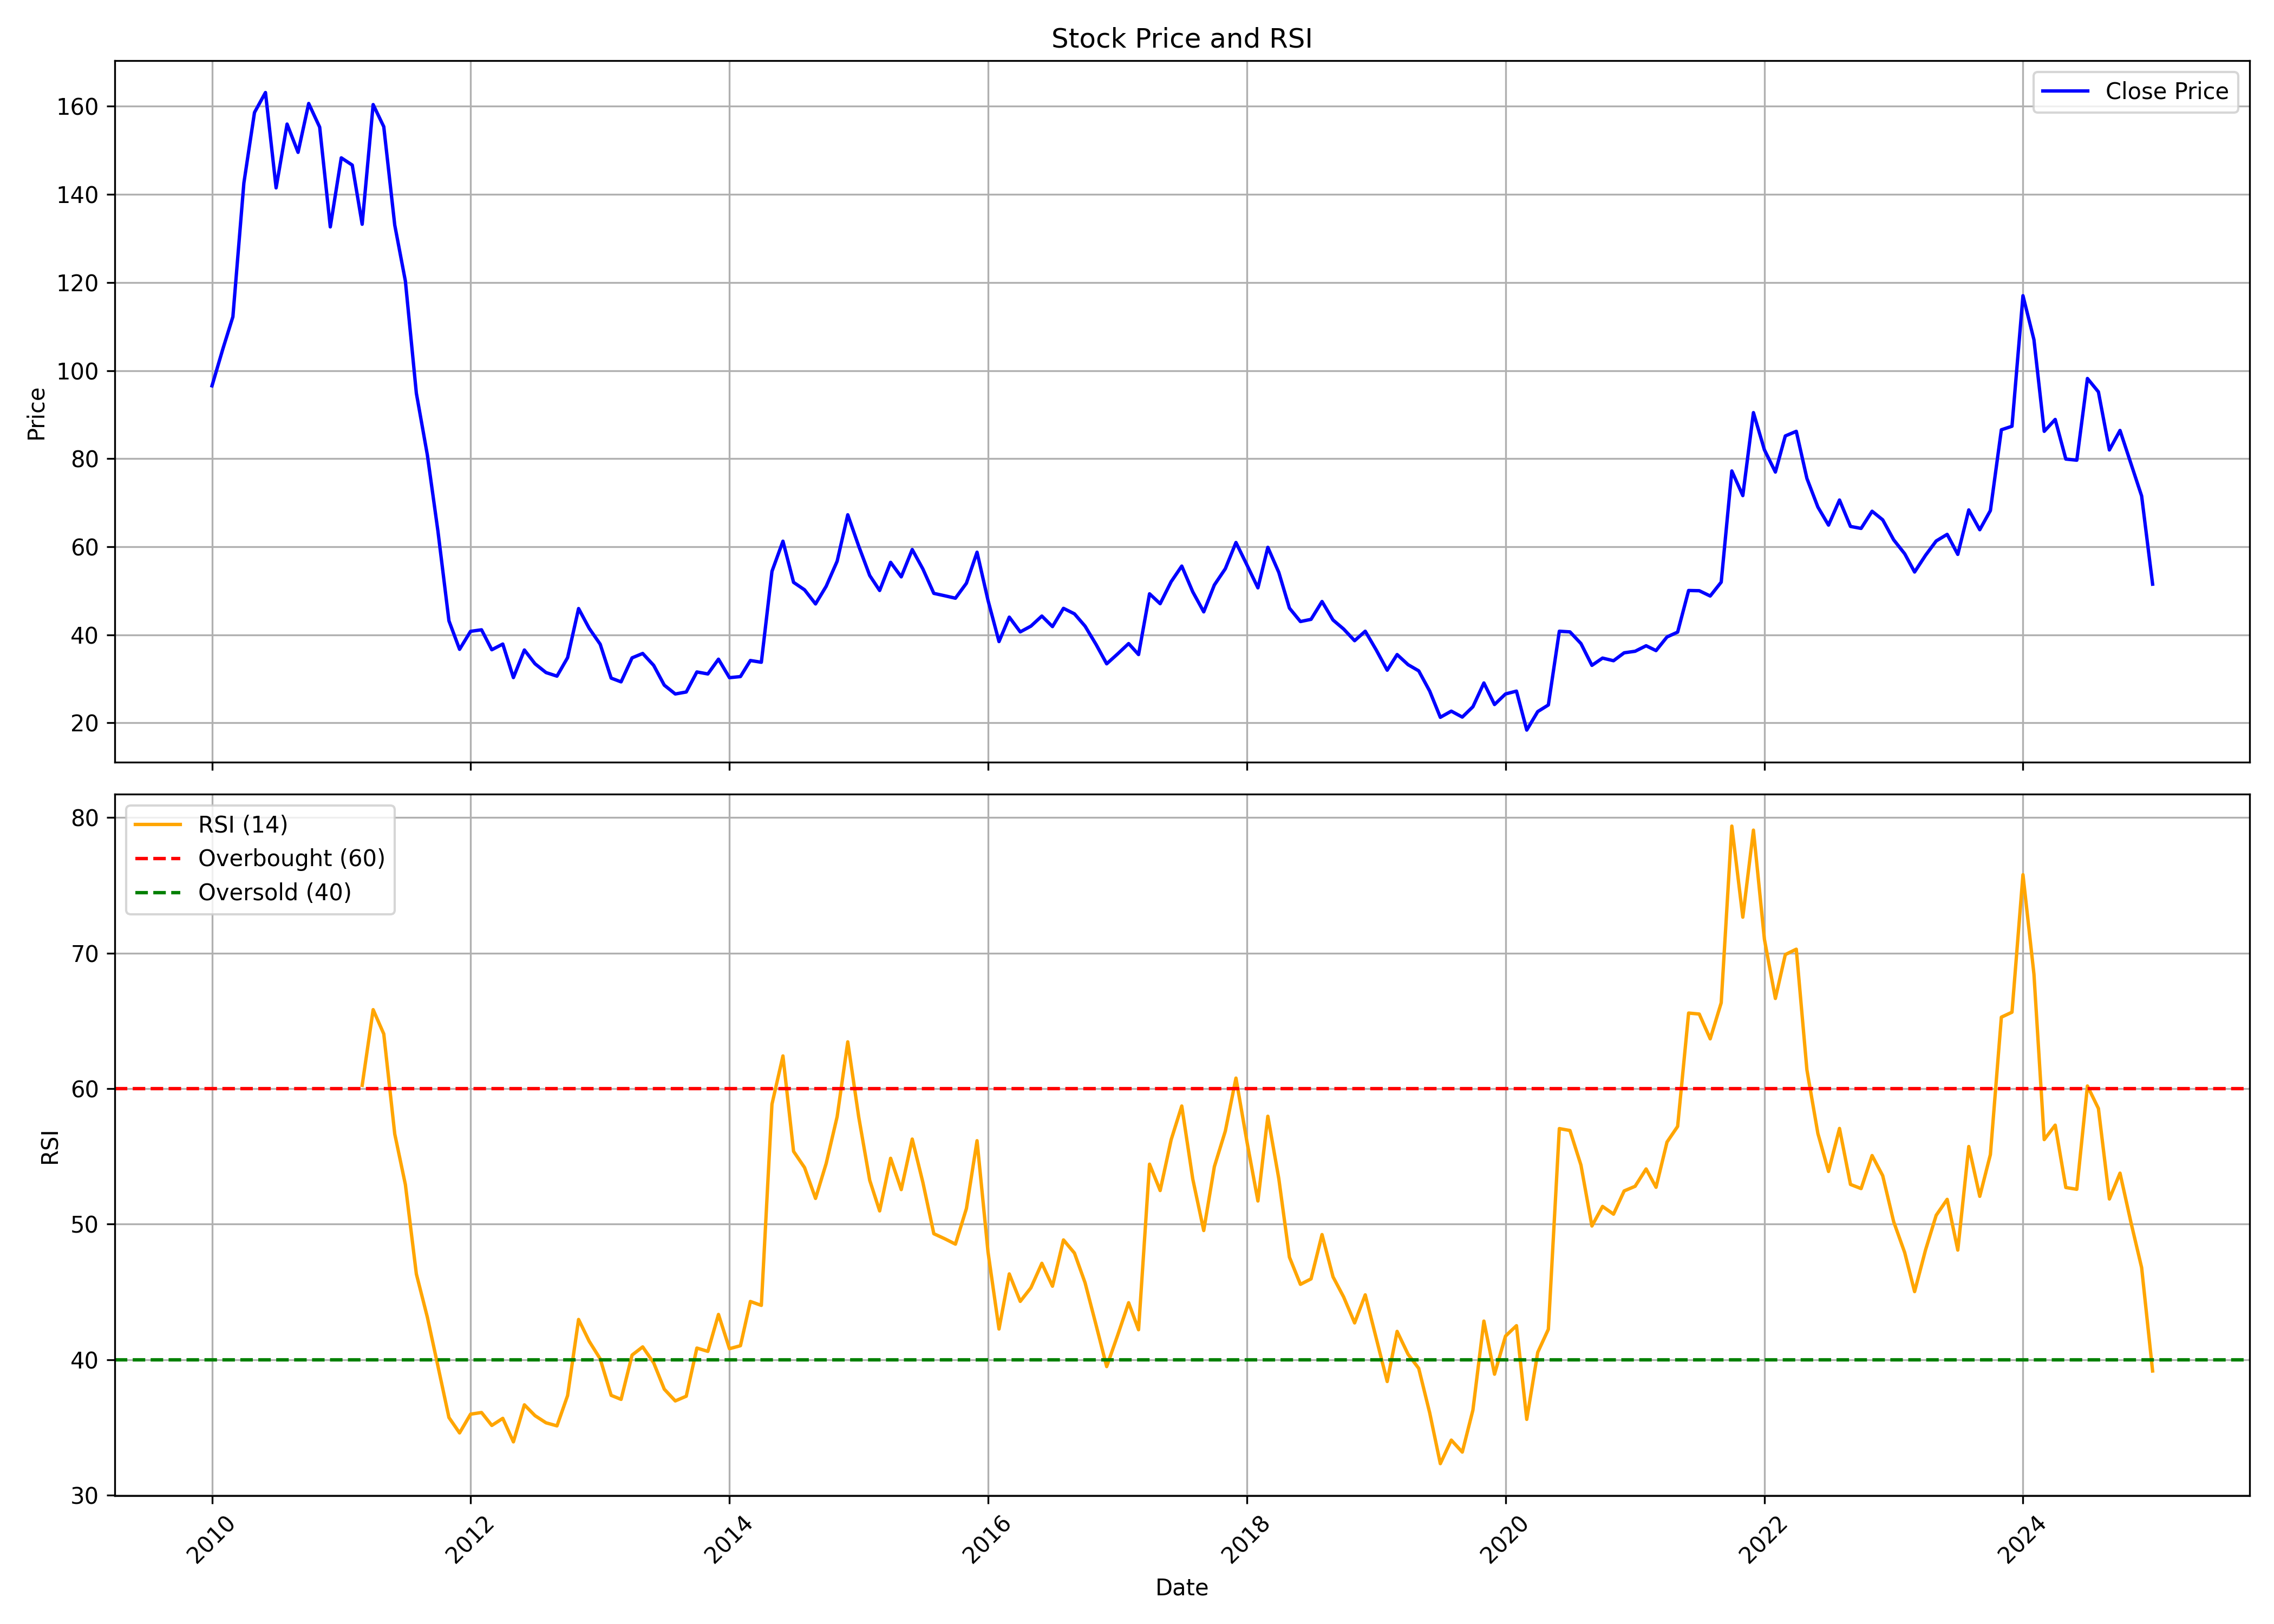 Stock Price and RSI
Close Price
Price
160
140
120
100
80
60
40
20
RSI (14)
Overbought (60)
Oversold (40)
RSI
80
70
60
50
40
30
2010
2012
2014
2016
2018
2020
2022
2024
Date